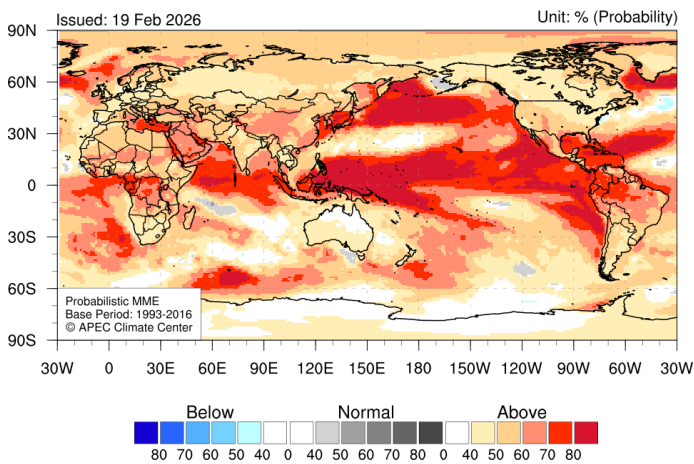 Issued: 19 Feb 2026
Unit: % (Probability)
90N
60N
30N
0
30S
60S
90S
Probabilistic MME
Base Period: 1993-2016
© APEC Climate Center
30W 0 30E 60E 90E 120E 150E 180 150W 120W 90W 60W 30W
Below Normal Above
80 70 60 50 40 0 40 50 60 70 80 0 40 50 60 70 80